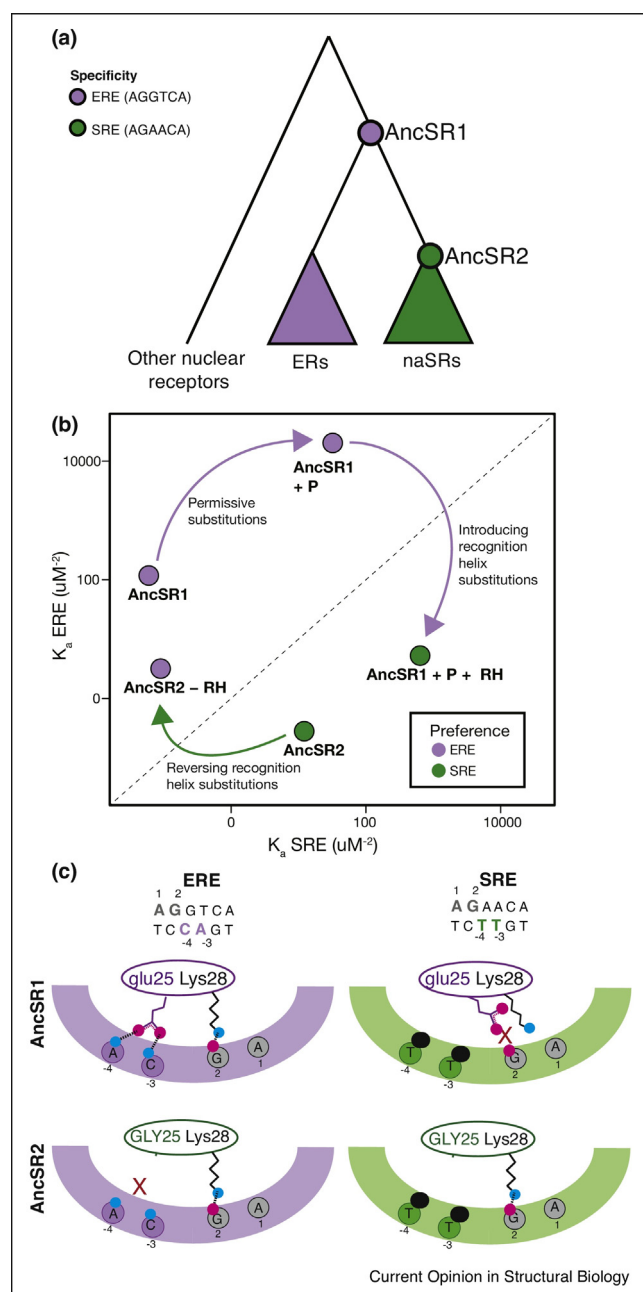 (a)
Specificity
ERE (AGGTCA)
SRE (AGAACA)
AncSR1
AncSR2
Other nuclear
receptors
ERs
naSRs
(b)
10000
100
0
Ka ERE (uM-2)
AncSR1
+ P
Permissive
substitutions
Introducing
recognition
helix
substitutions
AncSR1
AncSR2 – RH
AncSR1 + P + RH
AncSR2
Reversing recognition
helix substitutions
Preference
ERE
SRE
0
100
10000
Ka SRE (uM-2)
(c)
ERE
1 2
A G G T C A
T C C A G T
-4 -3
SRE
1 2
A G A A C A
T C T T G T
-4 -3
AncSR1
glu25 Lys28
A
C
G
A
-4
-3
2
1
X
glu25 Lys28
T
T
G
A
-4
-3
2
1
AncSR2
GLY25 Lys28
X
A
C
G
A
-4
-3
2
1
GLY25 Lys28
T
T
G
A
-4
-3
2
1
Current Opinion in Structural Biology